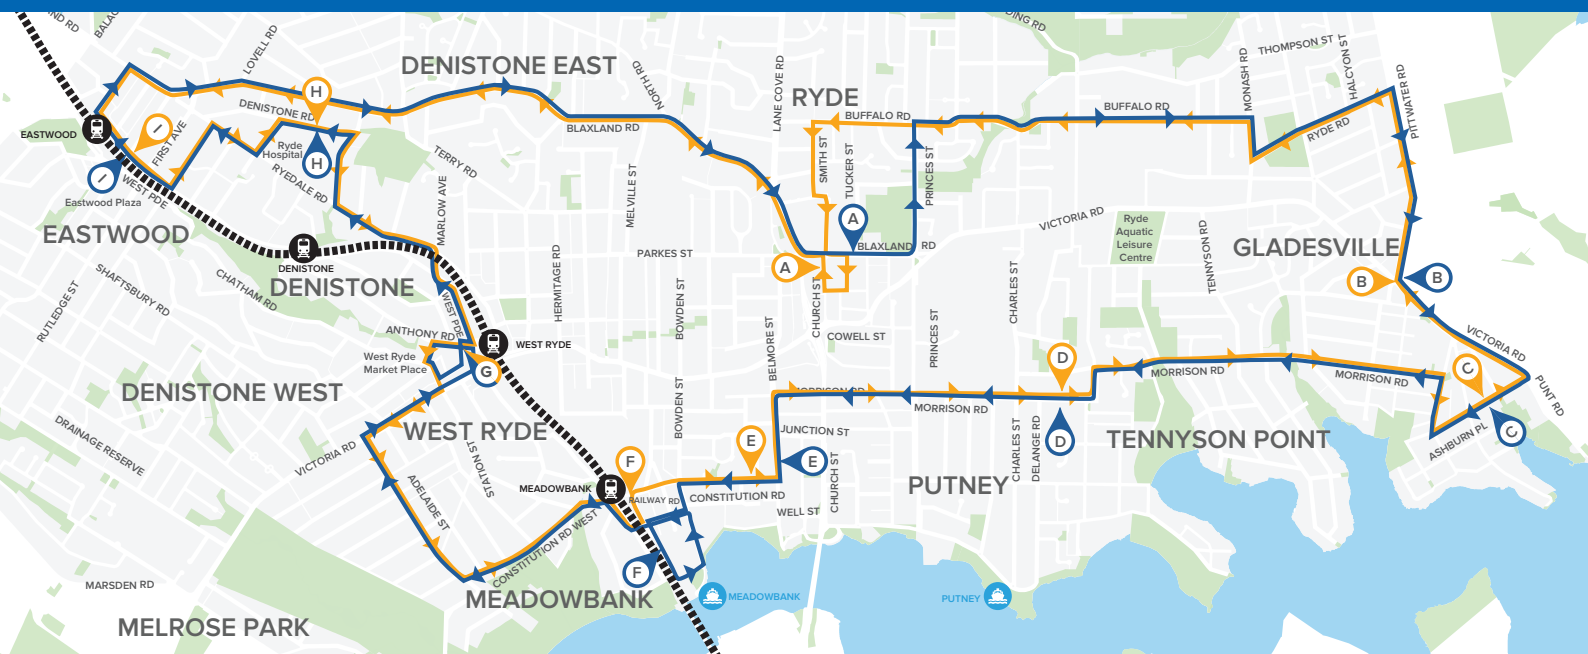 ND RD
BALAC
LOVELL RD
DENISTONE EAST
NORTH RD
LANE COVE RD
RYDE
DING RD
MONASH RD
THOMPSON ST
HALCYON ST
PITTWATER RD
H
DENISTONE RD
BUFFALO RD
BUFFALO RD
RYDE RD
EASTWOOD
I
FIRST AVE
BLAXLAND RD
Ryde
Hospital
H
RYEDALE RD
TERRY RD
SMITH ST
TUCKER ST
PRINCES ST
I
WEST PDE
Eastwood Plaza
MARLOW AVE
MELVILLE ST
A
VICTORIA RD
Ryde
Aquatic
Leisure
Centre
TENNYSON RD
GLADESVILLE
EASTWOOD
DENISTONE
DENISTONE
PARKES ST
BLAXLAND RD
A
B
B
SHAFTSBURY RD
CHATHAM RD
RUTLEDGE ST
HERMITAGE RD
BOWDEN ST
CHURCH ST
CHARLES ST
WEST PDE
ANTHONY RD
WEST RYDE
West Ryde
Market Place
G
BELMORE ST
COWELL ST
PRINCES ST
VICTORIA RD
D
C
PUNT RD
DENISTONE WEST
MORRISON RD
MORRISON RD
MORRISON RD
MORRISON RD
BOWDEN ST
DRAINAGE RESERVE
WEST RYDE
JUNCTION ST
E
D
C
TENNYSON POINT
ASHBURN PL
VICTORIA RD
STATION ST
F
E
CHARLES ST
DELANGE RD
ADELAIDE ST
MEADOWBANK
RAILWAY RD
CONSTITUTION RD
CHURCH ST
PUTNEY
WELL ST
CONSTITUTION RD WEST
F
MARSDEN RD
MEADOWBANK
MEADOWBANK
PUTNEY
MELROSE PARK